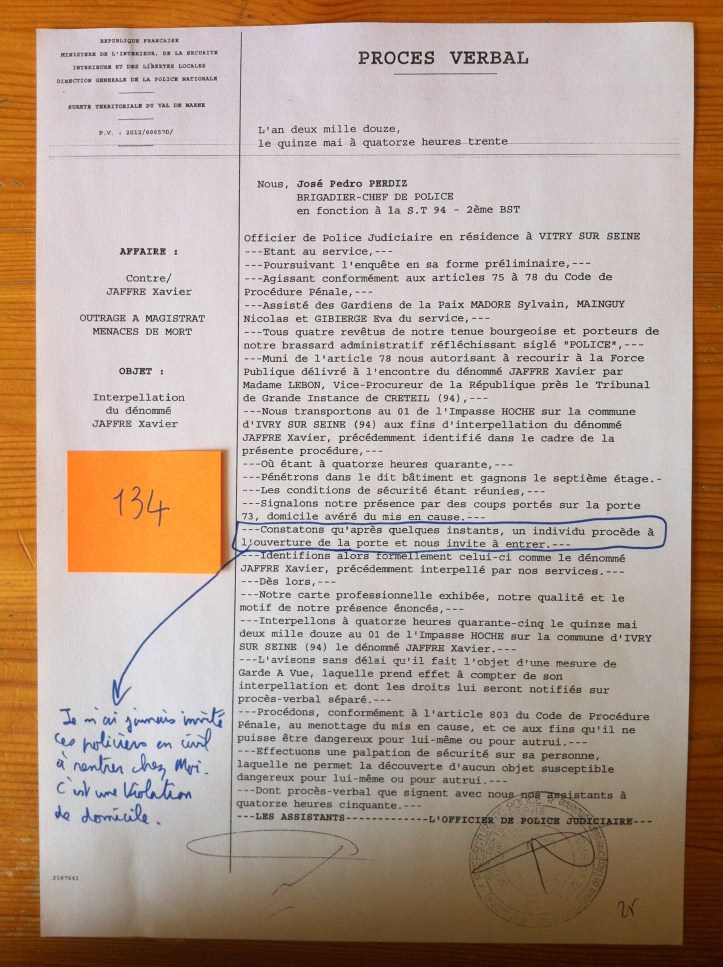 REPUBLIQUE FRANCAISE
MINISTERE DE L'INTERIEUR, DE LA SECURITE
INTERIEURE ET DES LIBERTES LOCALES
DIRECTION GENERALE DE LA POLICE NATIONALE
SURETE TERRITORIALE DU VAL DE MARNE
P.V. : 2012/000570/
PROCES VERBAL
L'an deux mille douze,
le quinze mai à quatorze heures trente
Nous, José Pedro PERDIZ
BRIGADIER-CHEF DE POLICE
en fonction à la S.T 94 - 2ème BST
AFFAIRE :
Contre/
JAFFRE Xavier
OUTRAGE A MAGISTRAT
MENACES DE MORT
OBJET :
Interpellation
du dénommé
JAFFRE Xavier
134
Officier de Police Judiciaire en résidence à VITRY SUR SEINE
---Etant au service,---
---Poursuivant l'enquête en sa forme préliminaire,---
---Agissant conformément aux articles 75 à 78 du Code de
Procédure Pénale,---
---Assisté des Gardiens de la Paix MADORE Sylvain, MAINGUY
Nicolas et GIBIERGE Eva du service,---
---Tous quatre revêtus de notre tenue bourgeoise et porteurs de
notre brassard administratif réfléchissant siglé "POLICE",---
---Muni de l'article 78 nous autorisant à recourir à la Force
Publique délivré à l'encontre du dénommé JAFFRE Xavier par
Madame LEBON, Vice-Procureur de la République près le Tribunal
de Grande Instance de CRETEIL (94),---
---Nous transportons au 01 de l'Impasse HOCHE sur la commune
d'IVRY SUR SEINE (94) aux fins d'interpellation du dénommé
JAFFRE Xavier, précédemment identifié dans le cadre de la
présente procédure,---
---Où étant à quatorze heures quarante,---
---Pénétrons dans le dit bâtiment et gagnons le septième étage.-
---Les conditions de sécurité étant réunies,---
---Signalons notre présence par des coups portés sur la porte
73, domicile avéré du mis en cause.---
---Constatons qu'après quelques instants, un individu procède à
l'ouverture de la porte et nous invite à entrer.---
---Identifions alors formellement celui-ci comme le dénommé
JAFFRE Xavier, précédemment interpellé par nos services.---
---Dès lors,---
---Notre carte professionnelle exhibée, notre qualité et le
motif de notre présence énoncés,---
---Interpellons à quatorze heures quarante-cinq le quinze mai
deux mille douze au 01 de l'Impasse HOCHE sur la commune d'IVRY
SUR SEINE (94) le dénommé JAFFRE Xavier.---
---L'avisons sans délai qu'il fait l'objet d'une mesure de
Garde A Vue, laquelle prend effet à compter de son
interpellation et dont les droits lui seront notifiés sur
procès-verbal séparé.---
---Procédons, conformément à l'article 803 du Code de Procédure
Pénale, au menottage du mis en cause, et ce aux fins qu'il ne
puisse être dangereux pour lui-même ou pour autrui.---
---Effectuons une palpation de sécurité sur sa personne,
laquelle ne permet la découverte d'aucun objet susceptible
dangereux pour lui-même ou pour autrui.---
---Dont procès-verbal que signent avec nous nos assistants à
quatorze heures cinquante.---
---LES ASSISTANTS------------L'OFFICIER DE POLICE JUDICIAIRE---
Je n'ai jamais invité
ces policiers en civil
à rentrer chez Moi.
C'est une Violation
de domicile.